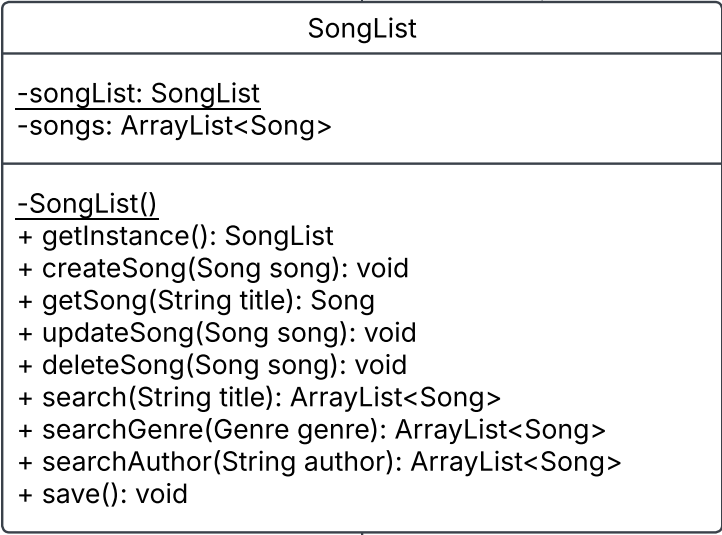 SongList
-songList: SongList
-songs: ArrayList<Song>
-SongList()
+ getInstance(): SongList
+ createSong(Song song): void
+ getSong(String title): Song
+ updateSong(Song song): void
+ deleteSong(Song song): void
+ search(String title): ArrayList<Song>
+ searchGenre(Genre genre): ArrayList<Song>
+ searchAuthor(String author): ArrayList<Song>
+ save(): void